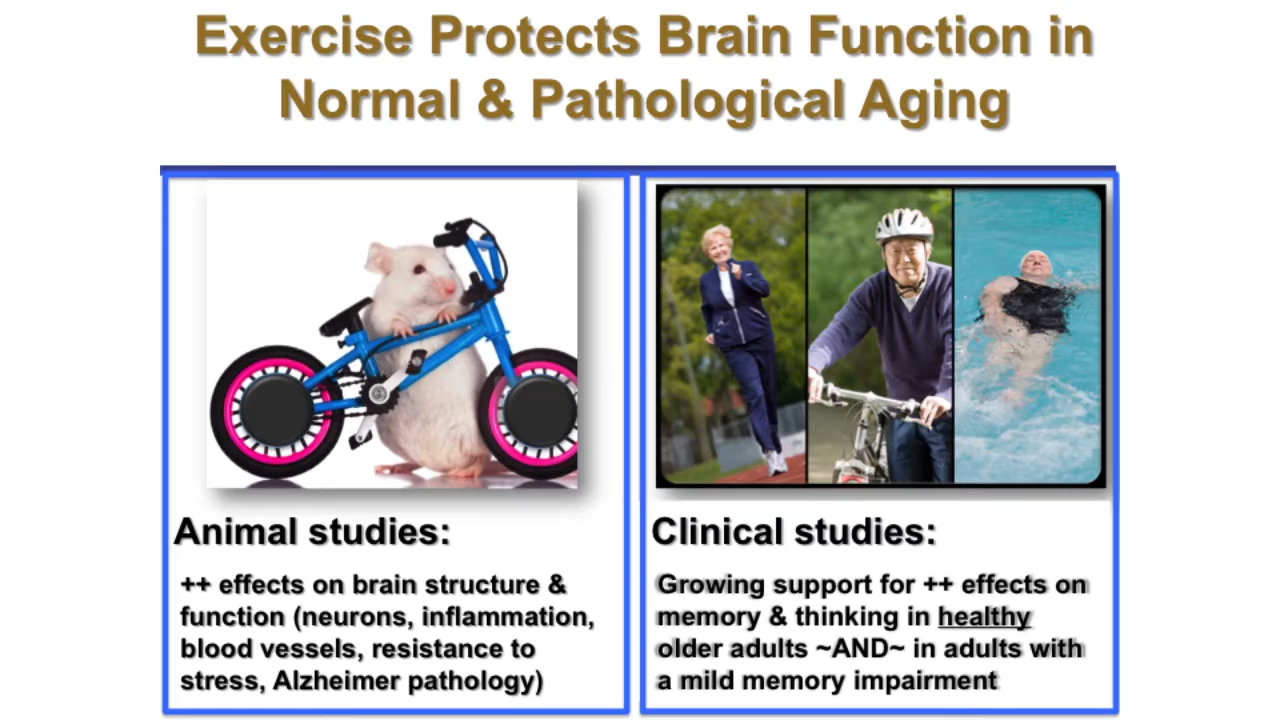 Exercise Protects Brain Function in
Normal & Pathological Aging
Animal studies:
++ effects on brain structure &
function (neurons, inflammation,
blood vessels, resistance to
stress, Alzheimer pathology)
Clinical studies:
Growing support for ++ effects on
memory & thinking in healthy
older adults ~AND~ in adults with
a mild memory impairment